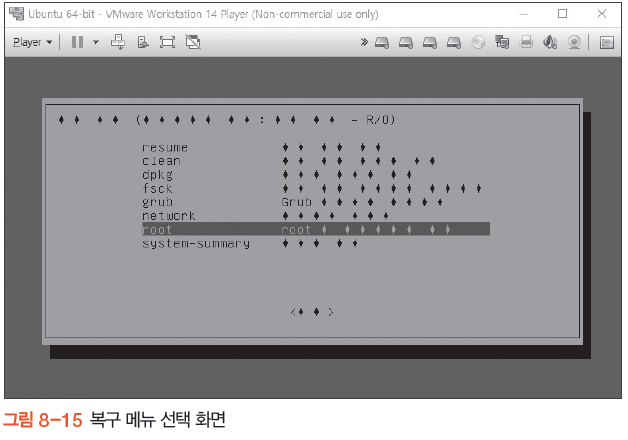 Ubuntu 64-bit - VMware Workstation 14 Player (Non-commercial use only)
Player
♦ ♦ ♦ ♦ (♦ ♦ ♦ ♦ ♦ ♦ ♦ : ♦ ♦ ♦ ♦ - R/O)
resume ♦ ♦ ♦ ♦ ♦ ♦
clean ♦ ♦ ♦ ♦ ♦ ♦ ♦ ♦ ♦
dpkg ♦ ♦ ♦ ♦ ♦ ♦ ♦ ♦
fsck ♦ ♦ ♦ ♦ ♦ ♦ ♦ ♦ ♦ ♦ ♦
grub Grub ♦ ♦ ♦ ♦ ♦ ♦ ♦ ♦
network ♦ ♦ ♦ ♦ ♦ ♦ ♦
root root ♦ ♦ ♦ ♦ ♦ ♦ ♦ ♦
system-summary ♦ ♦ ♦ ♦ ♦
<♦ ♦ >
그림 8-15 복구 메뉴 선택 화면